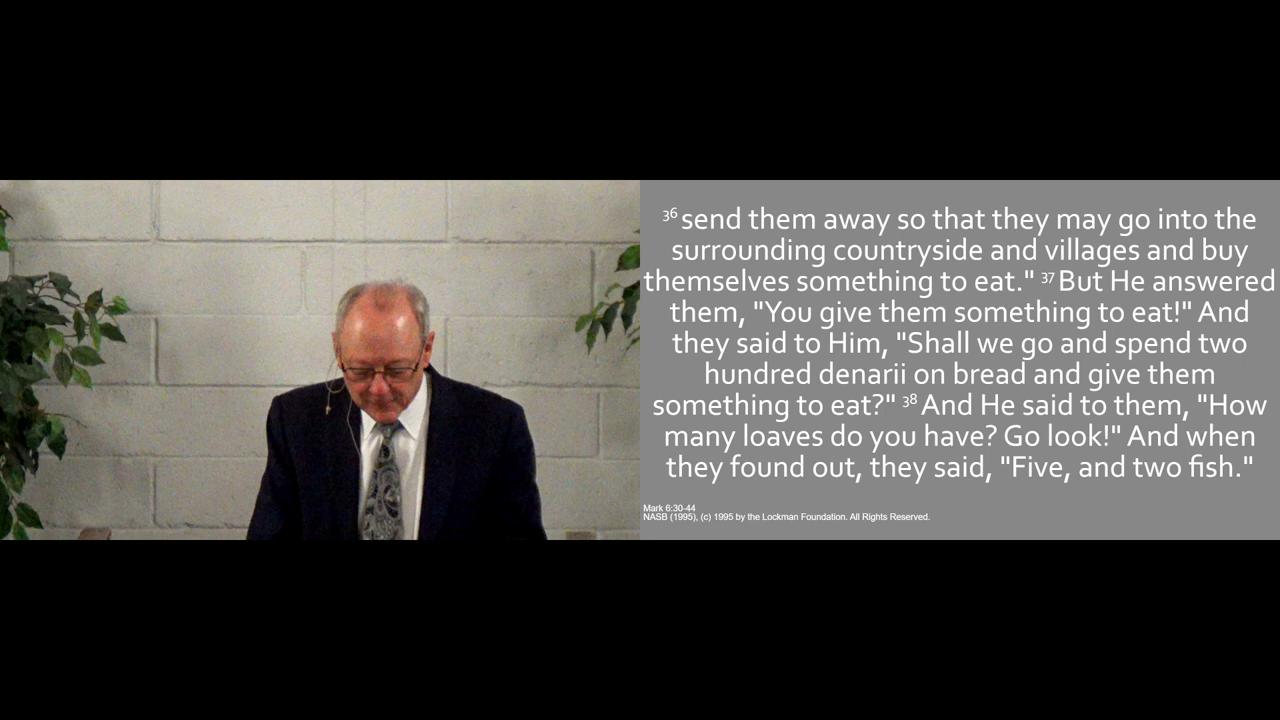 36 send them away so that they may go into the
surrounding countryside and villages and buy
themselves something to eat." 37 But He answered
them, "You give them something to eat!" And
they said to Him, "Shall we go and spend two
hundred denarii on bread and give them
something to eat?" 38 And He said to them, "How
many loaves do you have? Go look!" And when
they found out, they said, "Five, and two fish."
Mark 6:30-44
NASB (1995), (c) 1995 by the Lockman Foundation. All Rights Reserved.